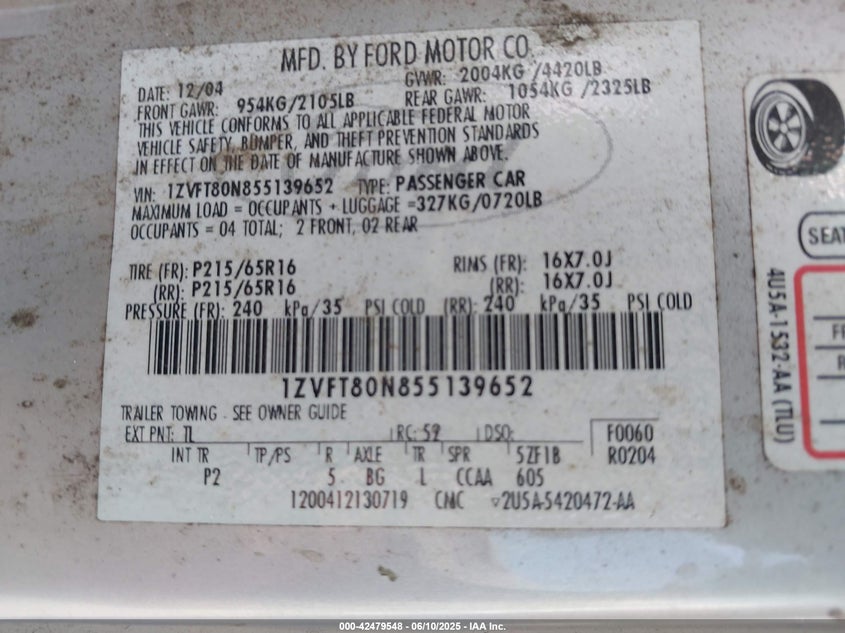 MFD. BY FORD MOTOR CO.
DATE: 12/04 GVWR: 2004KG /4420LB
FRONT GAWR: 954KG/2105LB REAR GAWR: 1054KG /2325LB
THIS VEHICLE CONFORMS TO ALL APPLICABLE FEDERAL MOTOR
VEHICLE SAFETY, BUMPER, AND THEFT PREVENTION STANDARDS
IN EFFECT ON THE DATE OF MANUFACTURE SHOWN ABOVE.
VIN: 1ZVFT80N855139652 TYPE: PASSENGER CAR
MAXIMUM LOAD = OCCUPANTS + LUGGAGE =327KG/0720LB
OCCUPANTS = 04 TOTAL; 2 FRONT, 02 REAR
TIRE (FR): P215/65R16 RIMS (FR): 16X7.0J
(RR): P215/65R16 (RR): 16X7.0J
PRESSURE (FR): 240 kPa/35 PSI COLD (RR): 240 kPa/35 PSI COLD
1ZVFT80N855139652
TRAILER TOWING - SEE OWNER GUIDE
EXT PNT: TL RC: 59 DSO: F0060
INT TR TP/PS R AXLE TR SPR 5ZF1B R0204
P2 5 BG L CCAA 605
1200412130719 CMC ▽2U5A-5420472-AA
SEAT
4U5A-1532-AA (TLU)
000-42479548 - 06/10/2025 - IAA Inc.